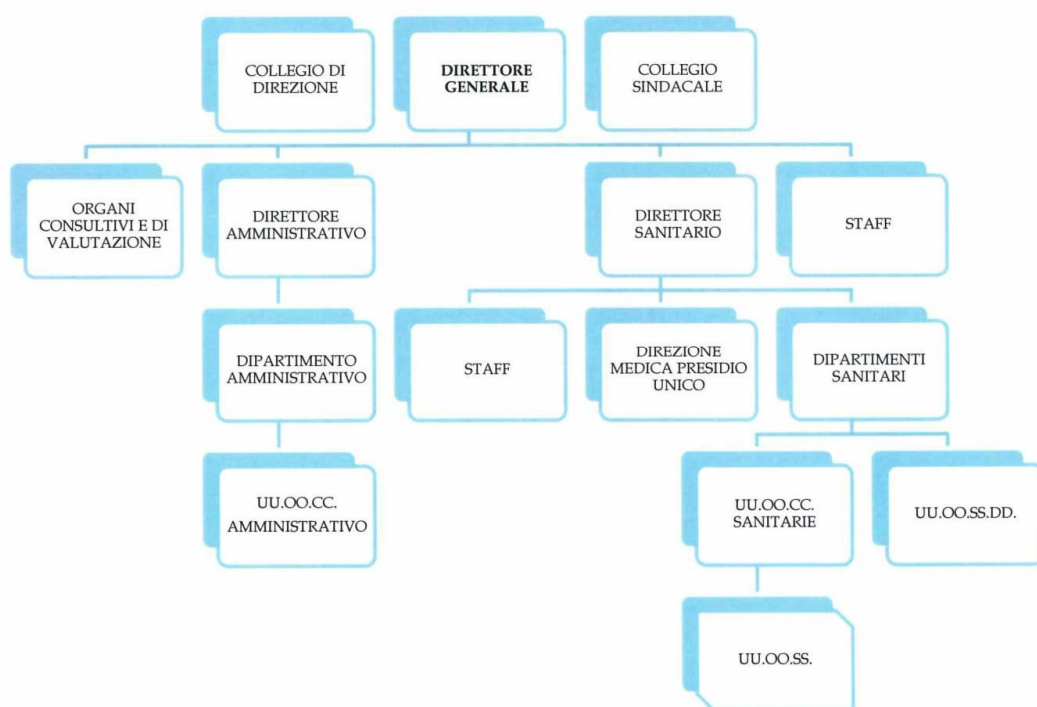 COLLEGIO DI
DIREZIONE
DIRETTORE
GENERALE
COLLEGIO
SINDACALE
ORGANI
CONSULTIVI E DI
VALUTAZIONE
DIRETTORE
AMMINISTRATIVO
DIRETTORE
SANITARIO
STAFF
DIPARTIMENTO
AMMINISTRATIVO
STAFF
DIREZIONE
MEDICA PRESIDIO
UNICO
DIPARTIMENTI
SANITARI
UU.OO.CC.
AMMINISTRATIVO
UU.OO.CC.
SANITARIE
UU.OO.SS.DD.
UU.OO.SS.